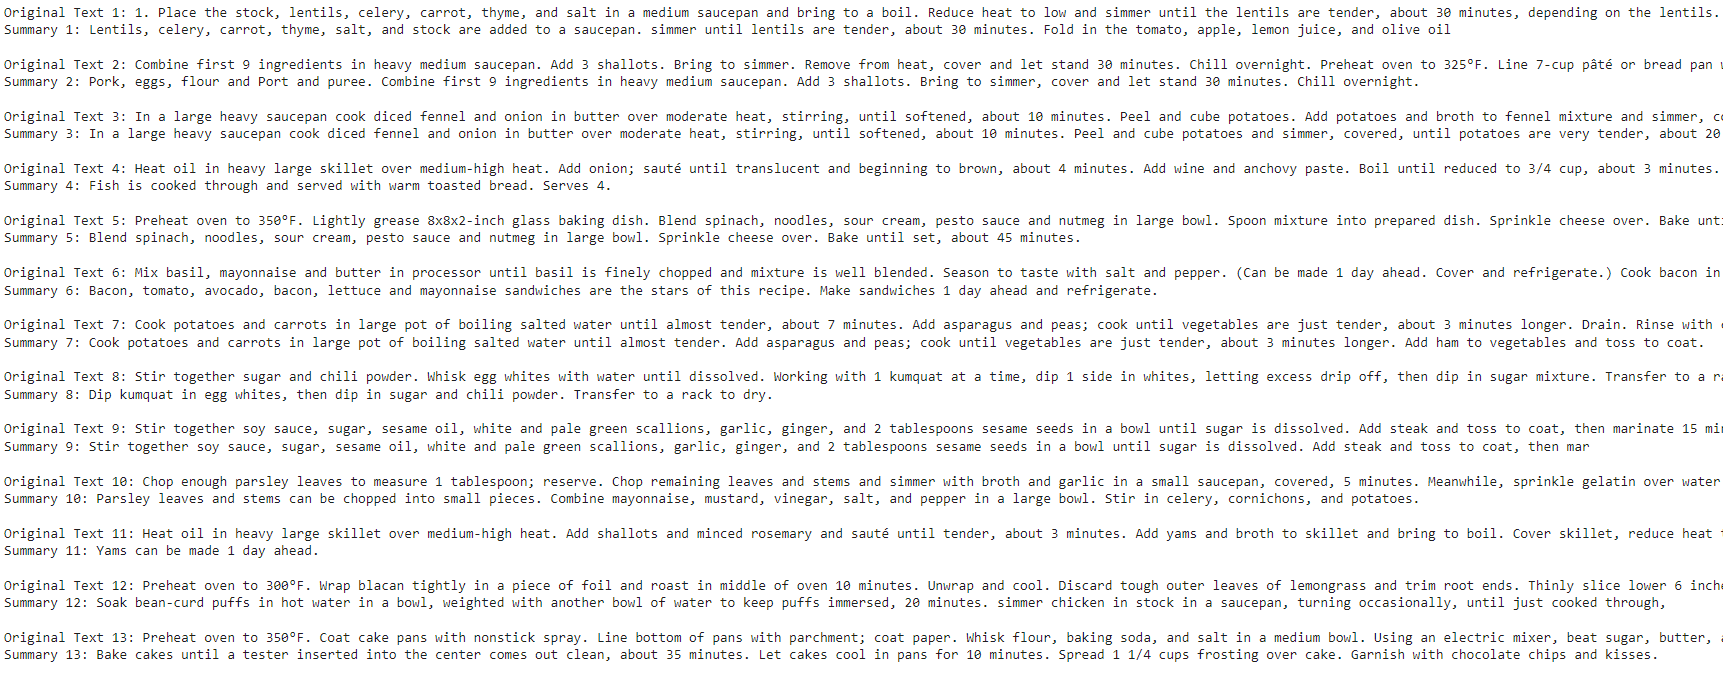 Original Text 1: 1. Place the stock, lentils, celery, carrot, thyme, and salt in a medium saucepan and bring to a boil. Reduce heat to low and simmer until the lentils are tender, about 30 minutes, depending on the lentils.
Summary 1: Lentils, celery, carrot, thyme, salt, and stock are added to a saucepan. simmer until lentils are tender, about 30 minutes. Fold in the tomato, apple, lemon juice, and olive oil
Original Text 2: Combine first 9 ingredients in heavy medium saucepan. Add 3 shallots. Bring to simmer. Remove from heat, cover and let stand 30 minutes. Chill overnight. Preheat oven to 325°F. Line 7-cup pâté or bread pan
Summary 2: Pork, eggs, flour and Port and puree. Combine first 9 ingredients in heavy medium saucepan. Add 3 shallots. Bring to simmer, cover and let stand 30 minutes. Chill overnight.
Original Text 3: In a large heavy saucepan cook diced fennel and onion in butter over moderate heat, stirring, until softened, about 10 minutes. Peel and cube potatoes. Add potatoes and broth to fennel mixture and simmer,
Summary 3: In a large heavy saucepan cook diced fennel and onion in butter over moderate heat, stirring, until softened, about 10 minutes. Peel and cube potatoes and simmer, covered, until potatoes are very tender, about 20
Original Text 4: Heat oil in heavy large skillet over medium-high heat. Add onion; sauté until translucent and beginning to brown, about 4 minutes. Add wine and anchovy paste. Boil until reduced to 3/4 cup, about 3 minutes.
Summary 4: Fish is cooked through and served with warm toasted bread. Serves 4.
Original Text 5: Preheat oven to 350°F. Lightly grease 8x8x2-inch glass baking dish. Blend spinach, noodles, sour cream, pesto sauce and nutmeg in large bowl. Spoon mixture into prepared dish. Sprinkle cheese over. Bake
Summary 5: Blend spinach, noodles, sour cream, pesto sauce and nutmeg in large bowl. Sprinkle cheese over. Bake until set, about 45 minutes.
Original Text 6: Mix basil, mayonnaise and butter in processor until basil is finely chopped and mixture is well blended. Season to taste with salt and pepper. (Can be made 1 day ahead. Cover and refrigerate.) Cook bacon in
Summary 6: Bacon, tomato, avocado, bacon, lettuce and mayonnaise sandwiches are the stars of this recipe. Make sandwiches 1 day ahead and refrigerate.
Original Text 7: Cook potatoes and carrots in large pot of boiling salted water until almost tender, about 7 minutes. Add asparagus and peas; cook until vegetables are just tender, about 3 minutes longer. Drain. Rinse with
Summary 7: Cook potatoes and carrots in large pot of boiling salted water until almost tender. Add asparagus and peas; cook until vegetables are just tender, about 3 minutes longer. Add ham to vegetables and toss to coat.
Original Text 8: Stir together sugar and chili powder. Whisk egg whites with water until dissolved. Working with 1 kumquat at a time, dip 1 side in whites, letting excess drip off, then dip in sugar mixture. Transfer to a
Summary 8: Dip kumquat in egg whites, then dip in sugar and chili powder. Transfer to a rack to dry.
Original Text 9: Stir together soy sauce, sugar, sesame oil, white and pale green scallions, garlic, ginger, and 2 tablespoons sesame seeds in a bowl until sugar is dissolved. Add steak and toss to coat, then marinate 15
Summary 9: Stir together soy sauce, sugar, sesame oil, white and pale green scallions, garlic, ginger, and 2 tablespoons sesame seeds in a bowl until sugar is dissolved. Add steak and toss to coat, then mar
Original Text 10: Chop enough parsley leaves to measure 1 tablespoon; reserve. Chop remaining leaves and stems and simmer with broth and garlic in a small saucepan, covered, 5 minutes. Meanwhile, sprinkle gelatin over water
Summary 10: Parsley leaves and stems can be chopped into small pieces. Combine mayonnaise, mustard, vinegar, salt, and pepper in a large bowl. Stir in celery, cornichons, and potatoes.
Original Text 11: Heat oil in heavy large skillet over medium-high heat. Add shallots and minced rosemary and sauté until tender, about 3 minutes. Add yams and broth to skillet and bring to boil. Cover skillet, reduce heat
Summary 11: Yams can be made 1 day ahead.
Original Text 12: Preheat oven to 300°F. Wrap blacan tightly in a piece of foil and roast in middle of oven 10 minutes. Unwrap and cool. Discard tough outer leaves of lemongrass and trim root ends. Thinly slice lower 6
Summary 12: Soak bean-curd puffs in hot water in a bowl, weighted with another bowl of water to keep puffs immersed, 20 minutes. simmer chicken in stock in a saucepan, turning occasionally, until just cooked through,
Original Text 13: Preheat oven to 350°F. Coat cake pans with nonstick spray. Line bottom of pans with parchment; coat paper. Whisk flour, baking soda, and salt in a medium bowl. Using an electric mixer, beat sugar, butter,
Summary 13: Bake cakes until a tester inserted into the center comes out clean, about 35 minutes. Let cakes cool in pans for 10 minutes. Spread 1 1/4 cups frosting over cake. Garnish with chocolate chips and kisses.